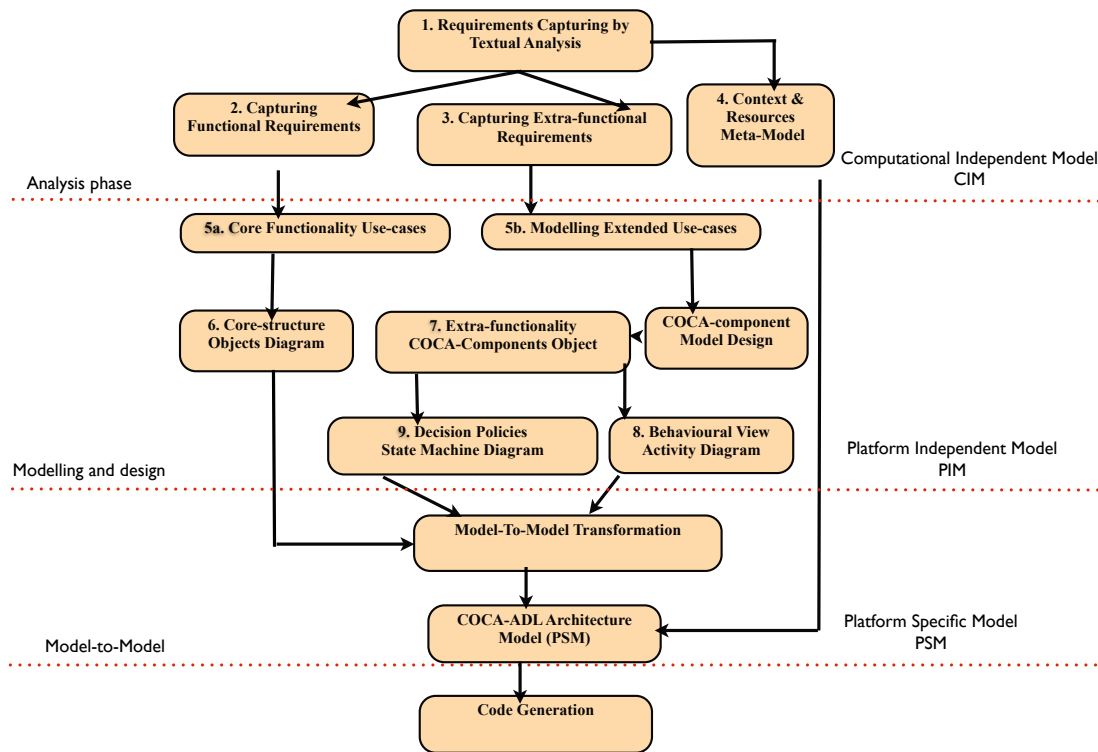 1. Requirements Capturing by
Textual Analysis
2. Capturing
Functional Requirements
3. Capturing Extra-functional
Requirements
4. Context &
Resources
Meta-Model
Computational Independent Model
CIM
Analysis phase
5a. Core Functionality Use-cases
5b. Modelling Extended Use-cases
6. Core-structure
Objects Diagram
7. Extra-functionality
COCA-Components Object
COCA-component
Model Design
9. Decision Policies
State Machine Diagram
8. Behavioural View
Activity Diagram
Platform Independent Model
PIM
Modelling and design
Model-To-Model Transformation
COCA-ADL Architecture
Model (PSM)
Platform Specific Model
PSM
Model-to-Model
Code Generation